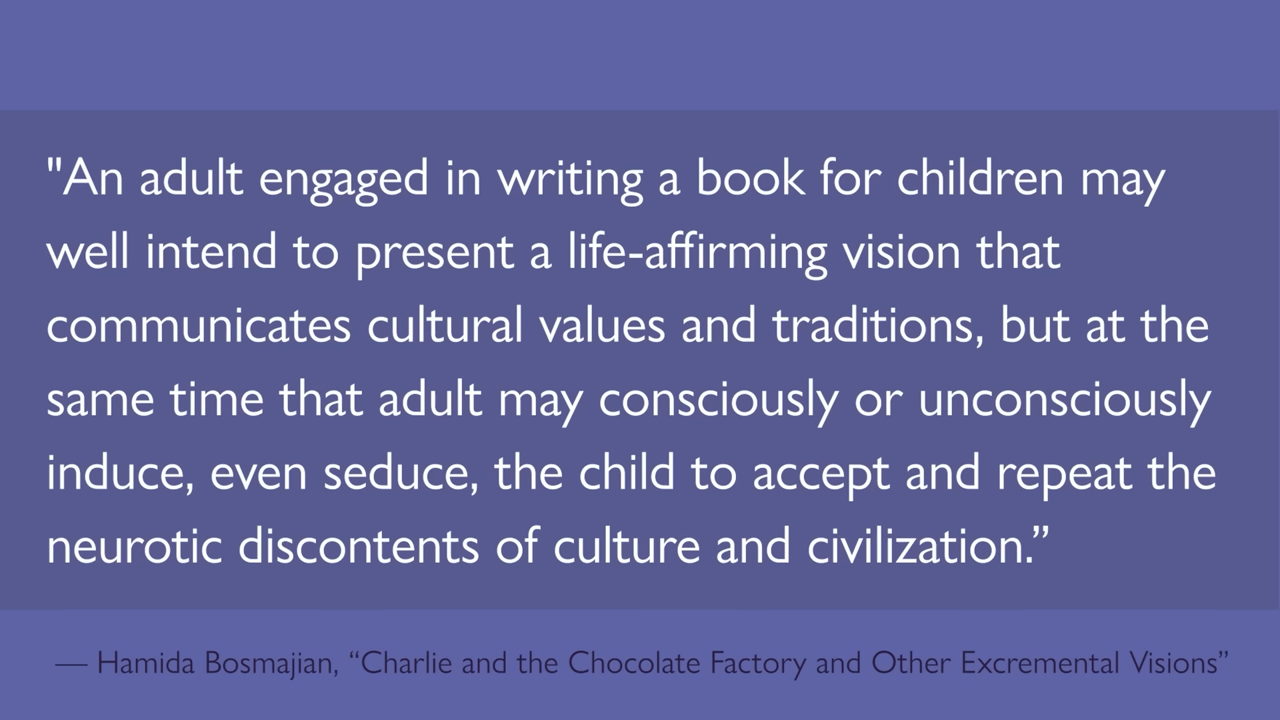 "An adult engaged in writing a book for children may
well intend to present a life-affirming vision that
communicates cultural values and traditions, but at the
same time that adult may consciously or unconsciously
induce, even seduce, the child to accept and repeat the
neurotic discontents of culture and civilization.”
— Hamida Bosmajian, “Charlie and the Chocolate Factory and Other Excremental Visions”